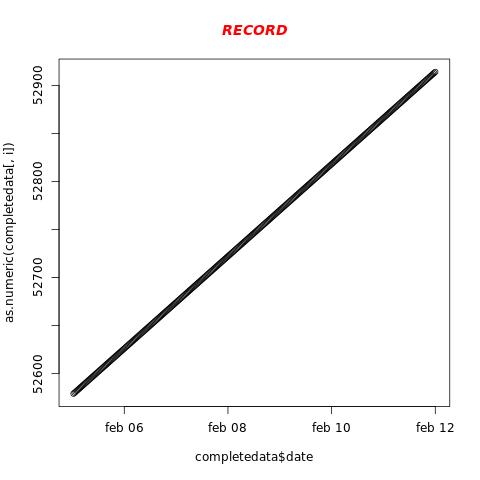 RECORD
as.numeric(completedata[, i])
52900
52800
52700
52600
feb 06 feb 08 feb 10 feb 12
completedata$date